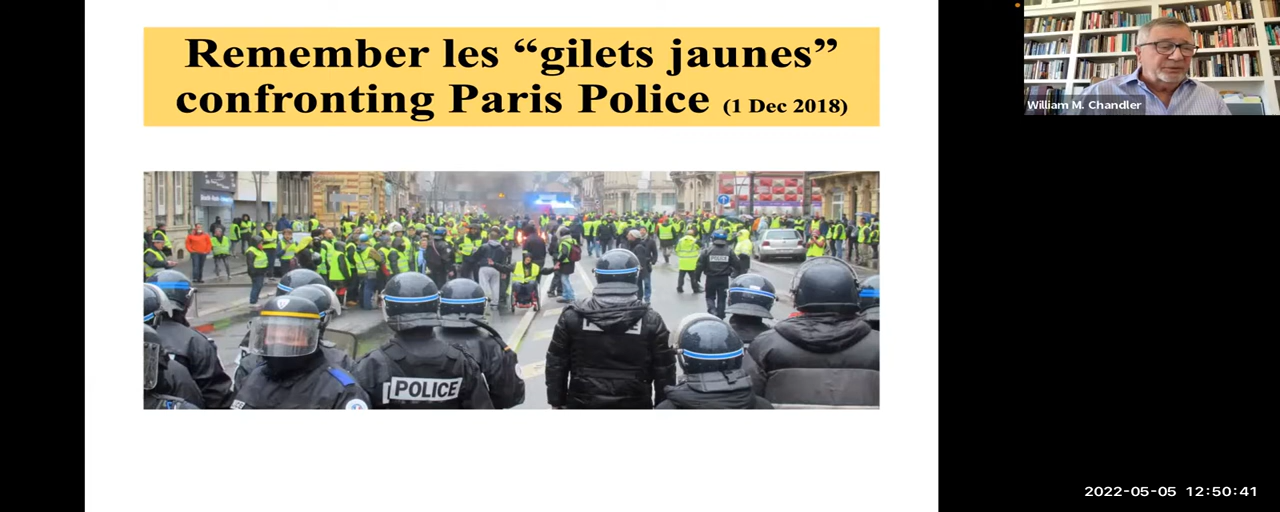 Remember les “gilets jaunes”
confronting Paris Police (1 Dec 2018)
William M. Chandler
POLICE
POLICE
2022-05-05 12:50:41